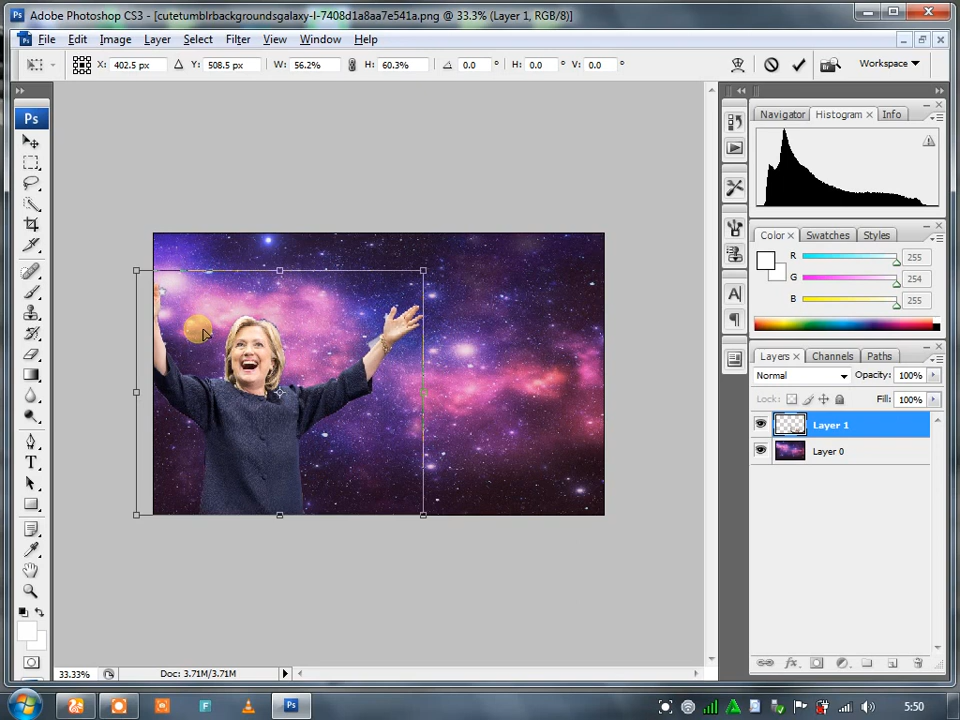 Adobe Photoshop CS3 - [cutetumblrbackgroundsgalaxy-l-7408d1a8aa7e541a.png @ 33.3% (Layer 1, RGB/8)]
File Edit Image Layer Select Filter View Window Help
X: 402.5 px Y: 508.5 px W: 56.2% H: 60.3% 0.0 ° H: 0.0 ° V: 0.0 ° Workspace
Ps
Navigator Histogram Info
Color Swatches Styles
R 255
G 254
B 255
Layers Channels Paths
Normal Opacity: 100%
Lock: Fill: 100%
Layer 1
Layer 0
33.33% Doc: 3.71M/3.71M
5:50